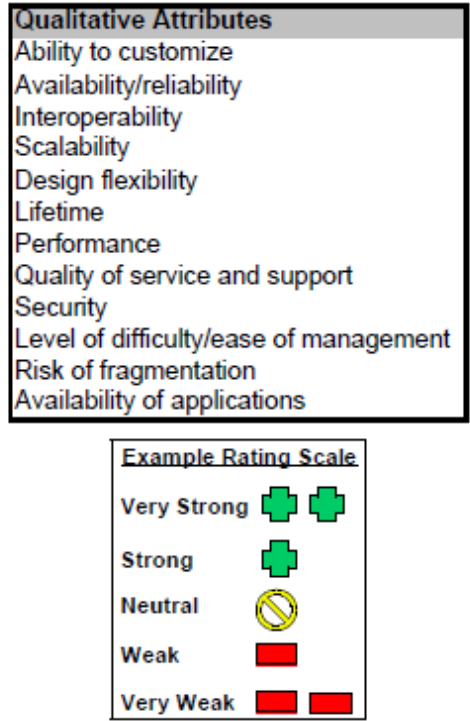 Qualitative Attributes
Ability to customize
Availability/reliability
Interoperability
Scalability
Design flexibility
Lifetime
Performance
Quality of service and support
Security
Level of difficulty/ease of management
Risk of fragmentation
Availability of applications
Example Rating Scale
Very Strong
Strong
Neutral
Weak
Very Weak